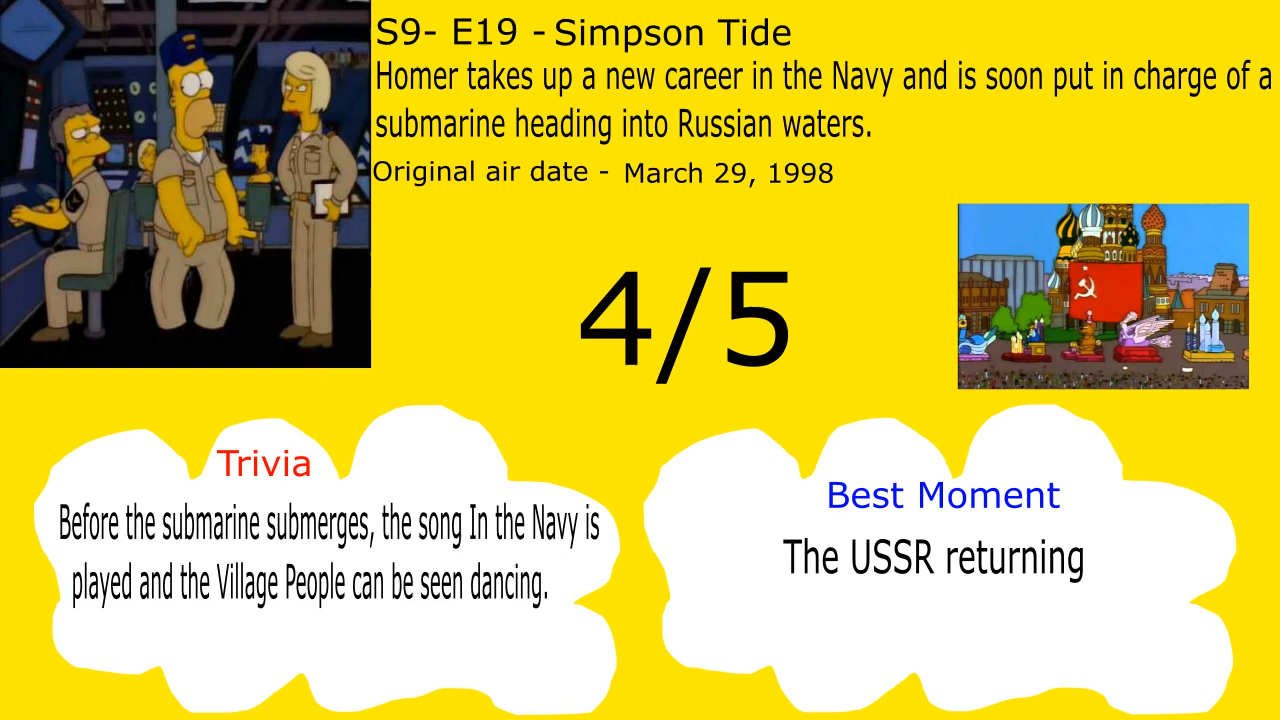 S9- E19 - Simpson Tide
Homer takes up a new career in the Navy and is soon put in charge of a
submarine heading into Russian waters.
Original air date - March 29, 1998
4/5
Trivia
Before the submarine submerges, the song In the Navy is
played and the Village People can be seen dancing.
Best Moment
The USSR returning